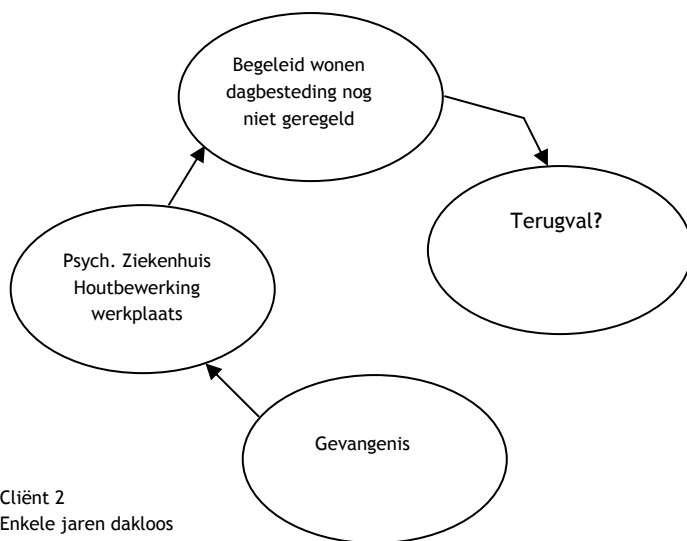 Begeleid wonen
dagbesteding nog
niet geregeld
Terugval?
Psych. Ziekenhuis
Houtbewerking
werkplaats
Gevangenis
Cliënt 2
Enkele jaren dakloos